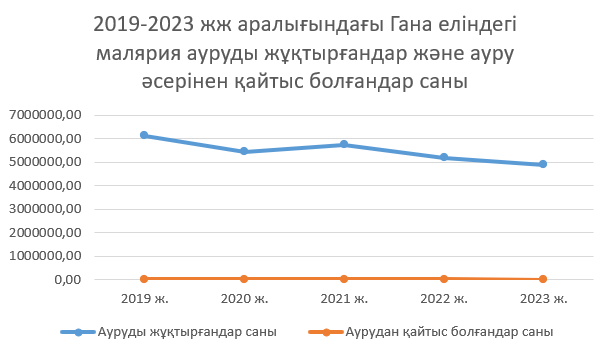 2019-2023 жж аралығындағы Гана еліндегі
малярия ауруды жұқтырғандар және ауру
әсерінен қайтыс болғандар саны
7000000,00
6000000,00
5000000,00
4000000,00
3000000,00
2000000,00
1000000,00
0,00
2019 ж.
2020 ж.
2021 ж.
2022 ж.
2023 ж.
Ауруды жұқтырғандар саны
Аурудан қайтыс болғандар саны